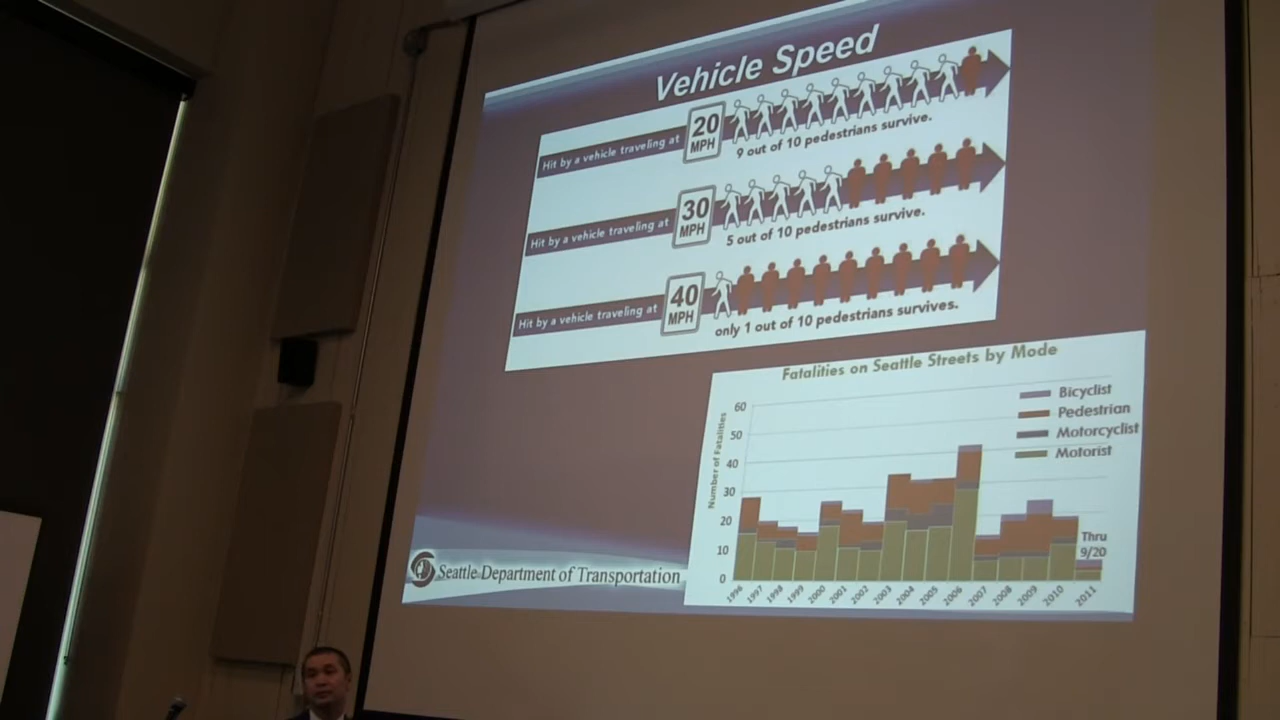 Vehicle Speed
Hit by a vehicle traveling at
20
MPH
9 out of 10 pedestrians survive.
Hit by a vehicle traveling at
30
MPH
5 out of 10 pedestrians survive.
Hit by a vehicle traveling at
40
MPH
only 1 out of 10 pedestrians survives.
Fatalities on Seattle Streets by Mode
Number of Fatalities
60
50
40
30
20
10
0
Bicyclist
Pedestrian
Motorcyclist
Motorist
Thru
9/20
1996
1997
1998
1999
2000
2001
2002
2003
2004
2005
2006
2007
2008
2009
2010
2011
Seattle Department of Transportation